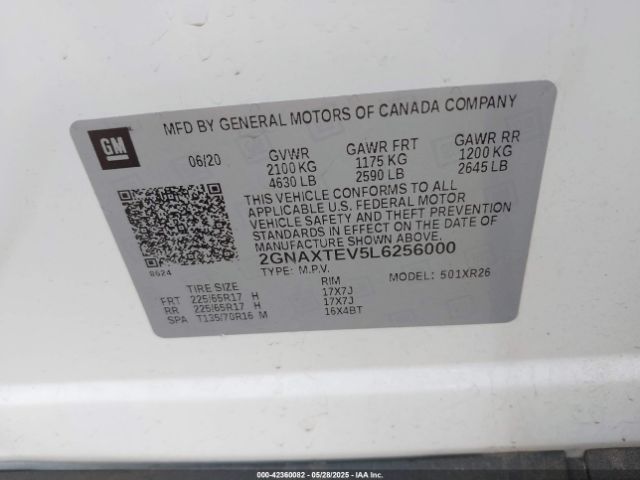 MFD BY GENERAL MOTORS OF CANADA COMPANY
GM
06/20 GVWR GAWR FRT GAWR RR
2100 KG 1175 KG 1200 KG
4630 LB 2590 LB 2645 LB
THIS VEHICLE CONFORMS TO ALL
APPLICABLE U.S. FEDERAL MOTOR
VEHICLE SAFETY AND THEFT PREVENTION
STANDARDS IN EFFECT ON THE DATE OF
MANUFACTURE SHOWN ABOVE.
2GNAXTEV5L6256000
0624
TYPE: M.P.V. MODEL: 501XR26
TIRE SIZE RIM
FRT 225/65R17 H 17X7J
RR 225/65R17 H 17X7J
SPA T135/70R16 M 16X4BT
000-42360082 | 05/28/2025 | IAAI.COM